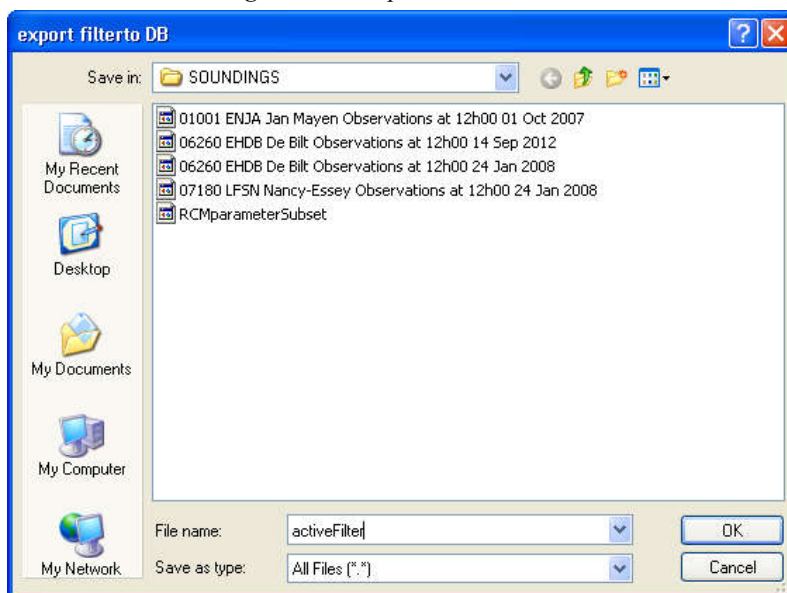 export filterto DB
Save in: SOUNDINGS
My Recent
Documents
Desktop
My Documents
My Computer
My Network
01001 ENJA Jan Mayen Observations at 12h00 01 Oct 2007
06260 EHDB De Bilt Observations at 12h00 14 Sep 2012
06260 EHDB De Bilt Observations at 12h00 24 Jan 2008
07180 LFSN Nancy-Essey Observations at 12h00 24 Jan 2008
RCMparameterSubset
File name: activeFilter OK
Save as type: All Files (*.*) Cancel